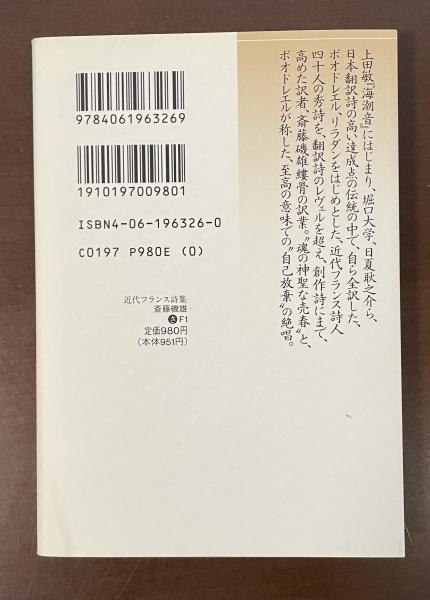 上田敏『海潮音』にはじまり、堀口大学、日夏耿之介ら、
日本翻訳詩の高い達成点の伝統の中で、自ら全訳した、
ボオドレエル、リラダンをはじめとした、近代フランス詩人
四十人の秀詩を、翻訳詩のレヴェルを超え、創作詩にまで、
高めた訳者、斎藤磯雄鏤骨の訳業。〝魂の神聖な売春〟と、
ボオドレエルが称した、至高の意味での〝自己放棄〟の絶唱。
9784061963269
1910197009801
ISBN4-06-196326-0
C0197 P980E (0)
近代フランス詩集
斎藤磯雄
さF1
定価980円
(本体951円)